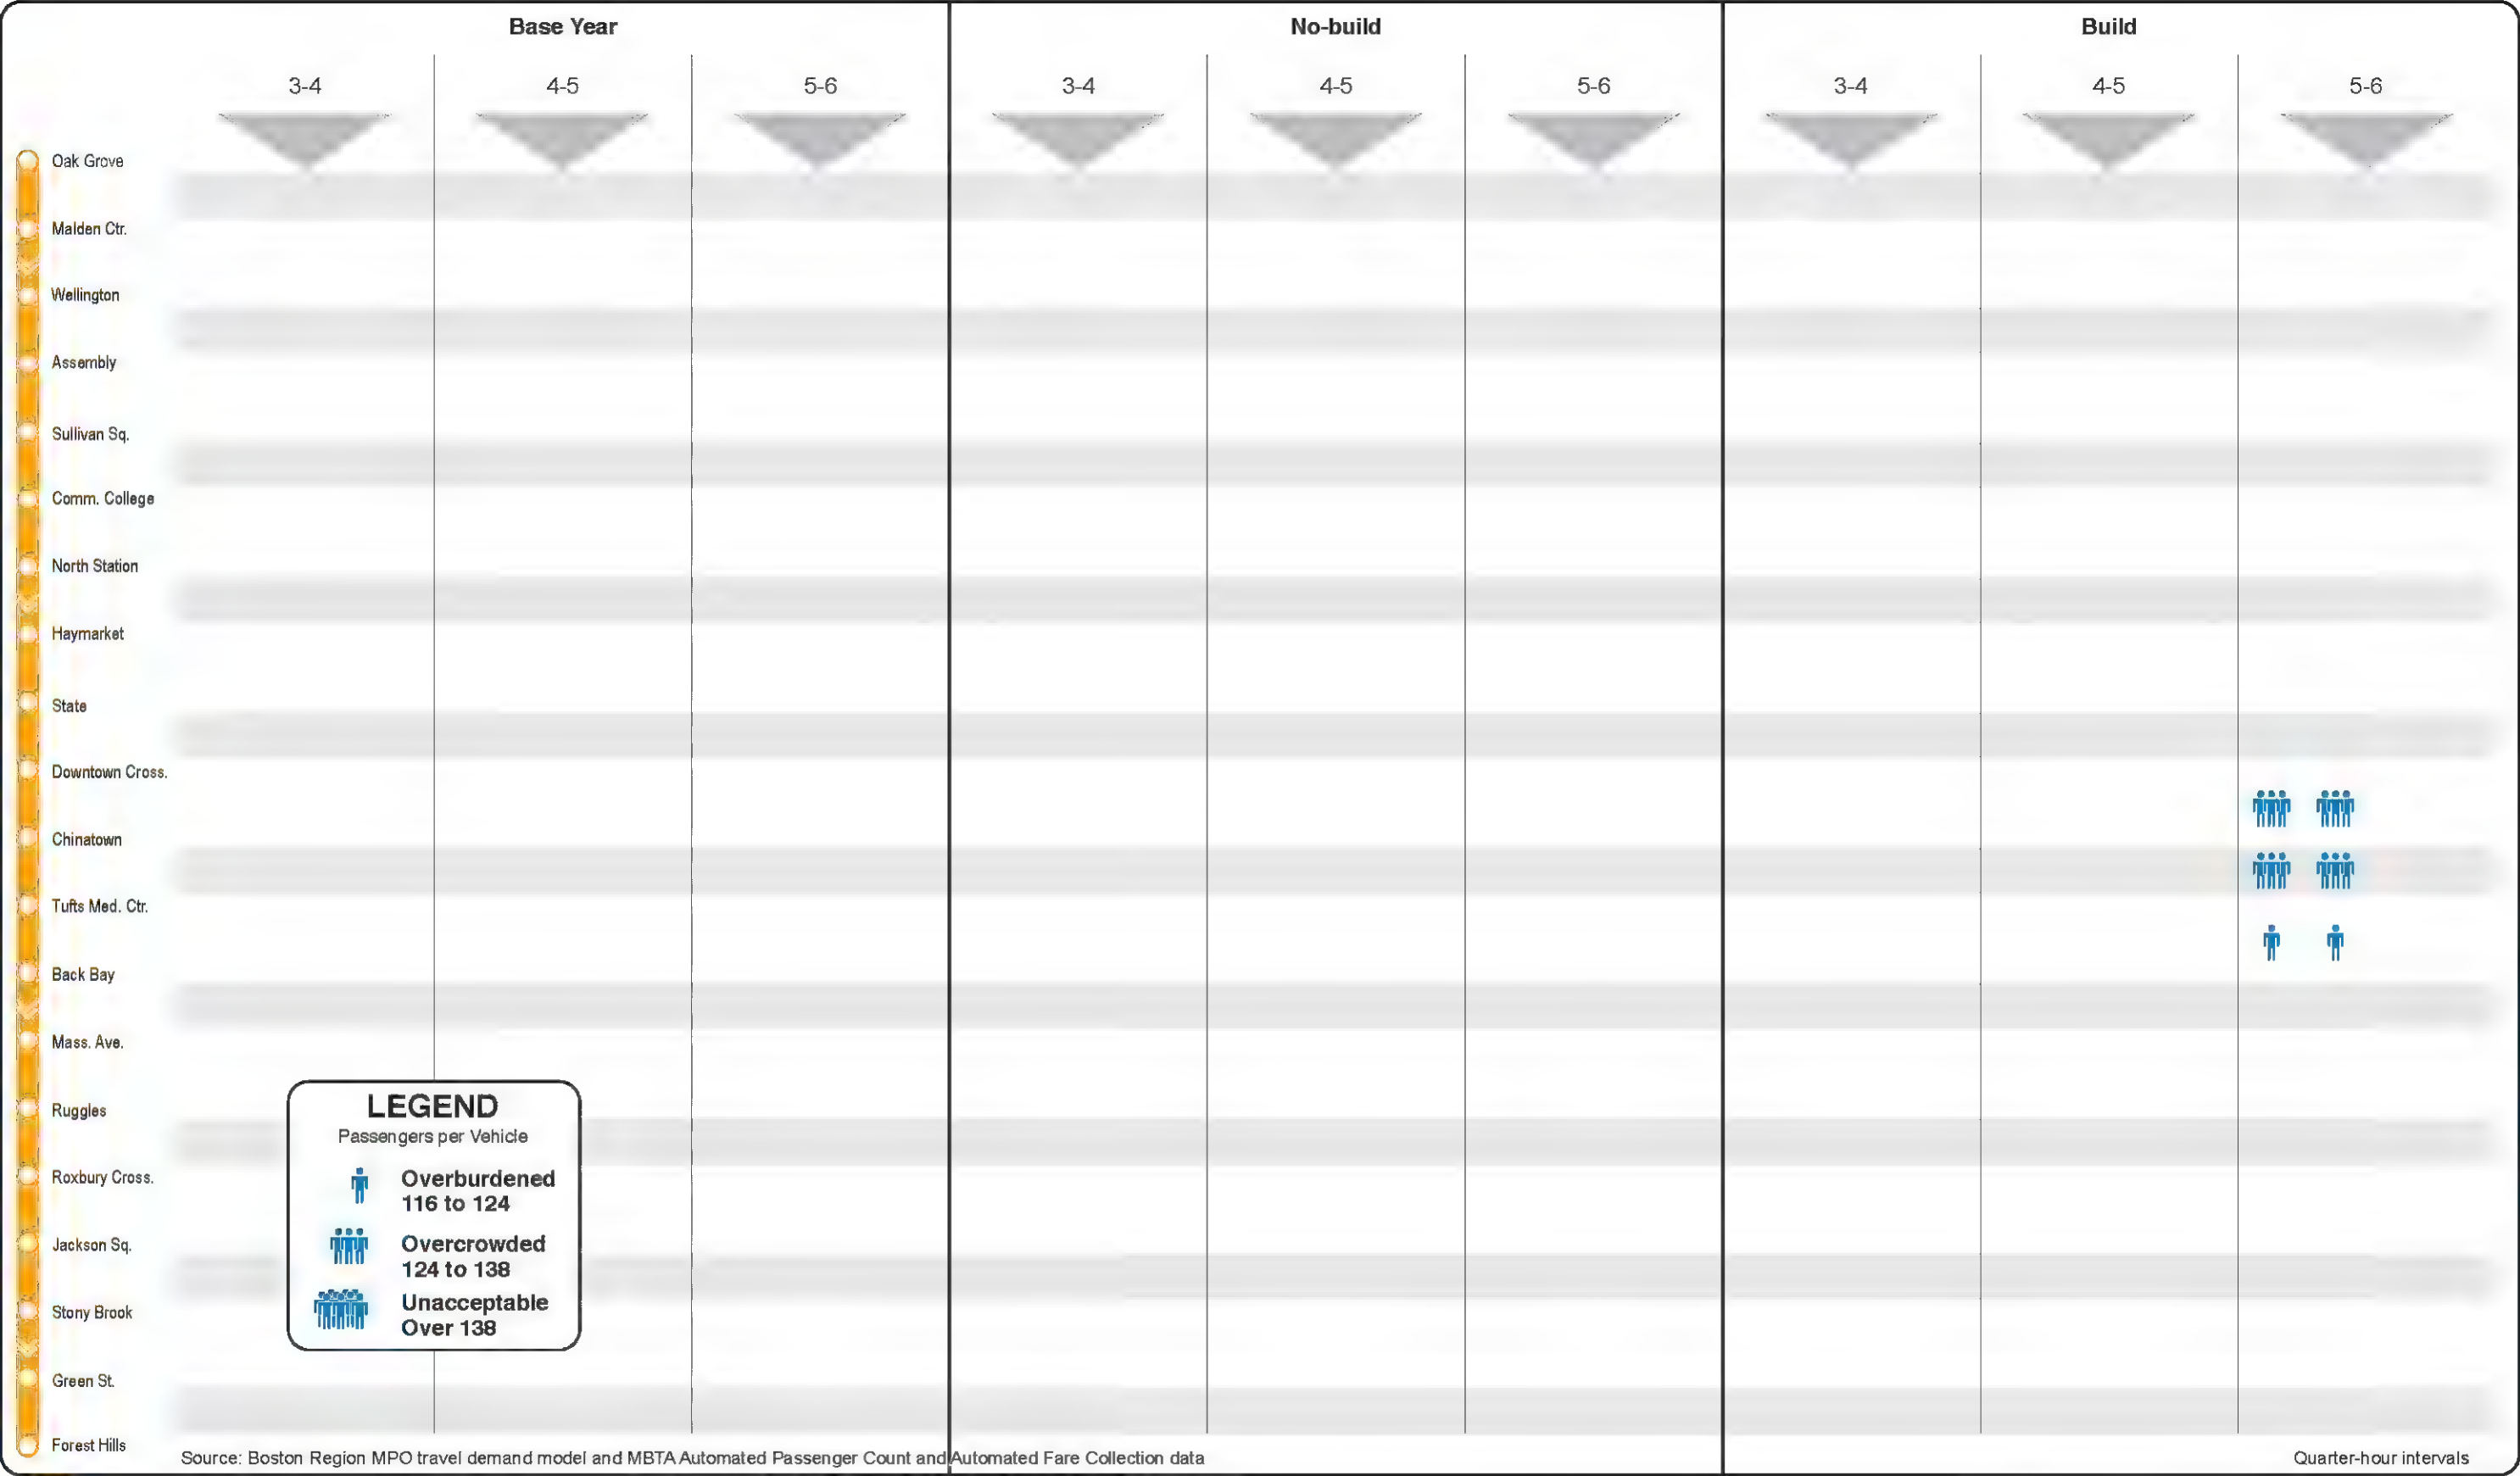 Base Year
No-build
Build
3-4
4-5
5-6
3-4
4-5
5-6
3-4
4-5
5-6
Oak Grove
Malden Ctr.
Wellington
Assembly
Sullivan Sq.
Comm. College
North Station
Haymarket
State
Downtown Cross.
Chinatown
Tufts Med. Ctr.
Back Bay
Mass. Ave.
Ruggles
Roxbury Cross.
Jackson Sq.
Stony Brook
Green St.
Forest Hills
LEGEND
Passengers per Vehicle
Overburdened
116 to 124
Overcrowded
124 to 138
Unacceptable
Over 138
Source: Boston Region MPO travel demand model and MBTA Automated Passenger Count and Automated Fare Collection data
Quarter-hour intervals